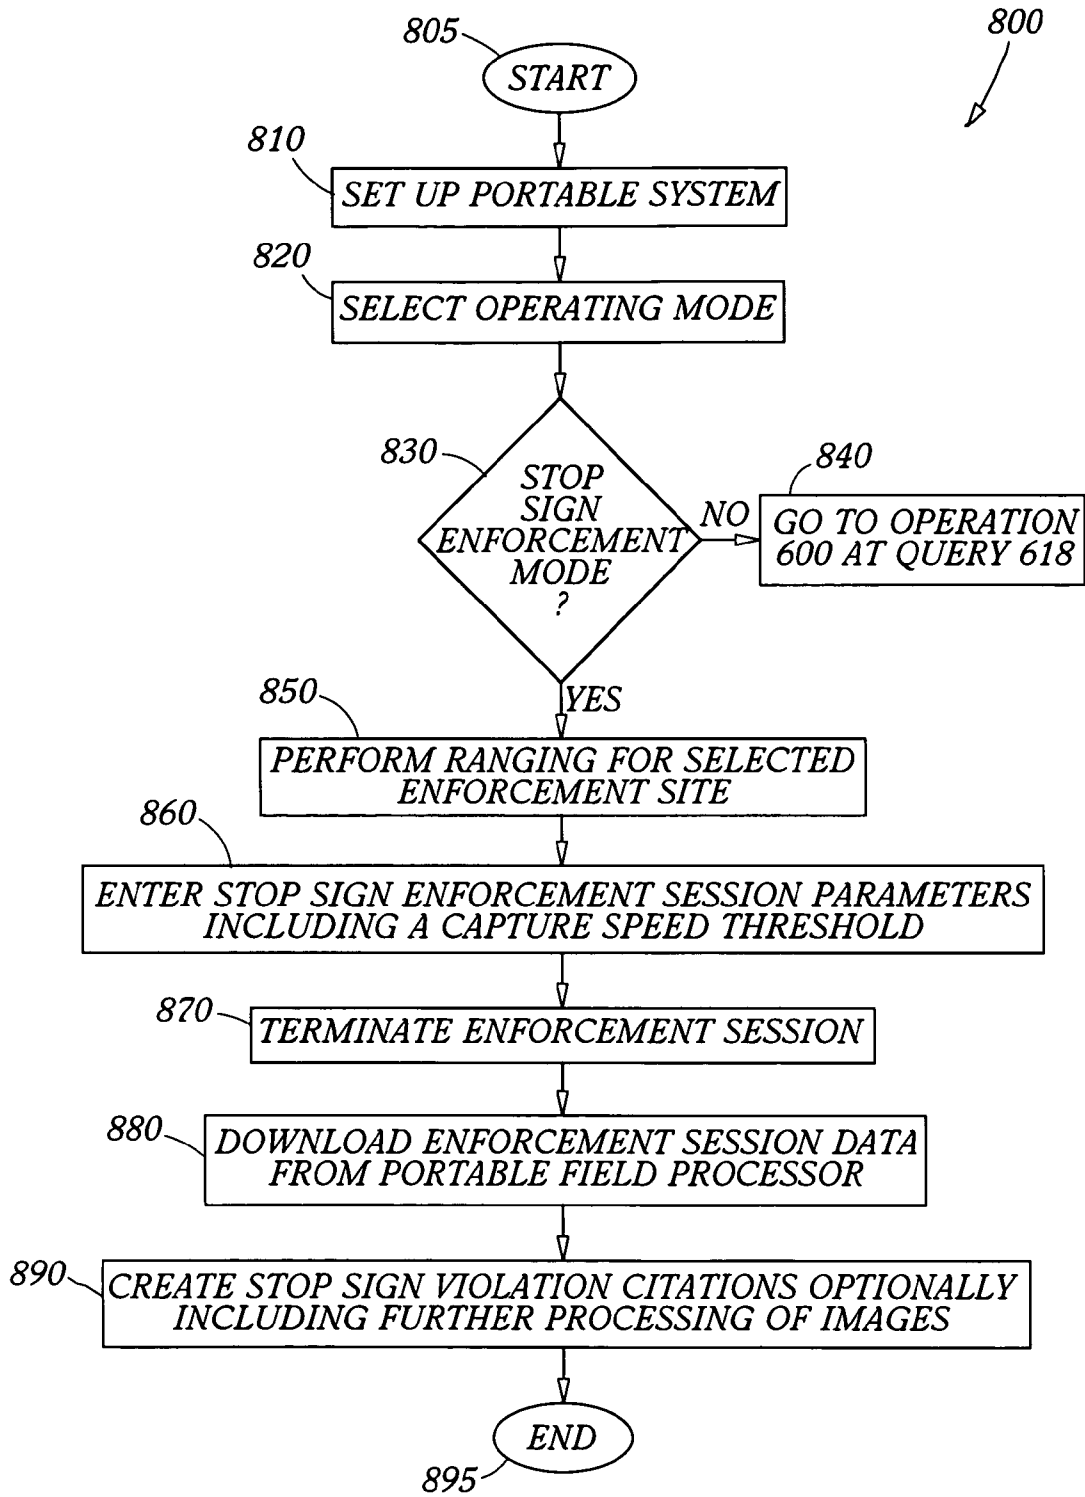 800
805
START
810
SET UP PORTABLE SYSTEM
820
SELECT OPERATING MODE
830
STOP
SIGN
ENFORCEMENT
MODE
?
NO
840
GO TO OPERATION
600 AT QUERY 618
YES
850
PERFORM RANGING FOR SELECTED
ENFORCEMENT SITE
860
ENTER STOP SIGN ENFORCEMENT SESSION PARAMETERS
INCLUDING A CAPTURE SPEED THRESHOLD
870
TERMINATE ENFORCEMENT SESSION
880
DOWNLOAD ENFORCEMENT SESSION DATA
FROM PORTABLE FIELD PROCESSOR
890
CREATE STOP SIGN VIOLATION CITATIONS OPTIONALLY
INCLUDING FURTHER PROCESSING OF IMAGES
END
895